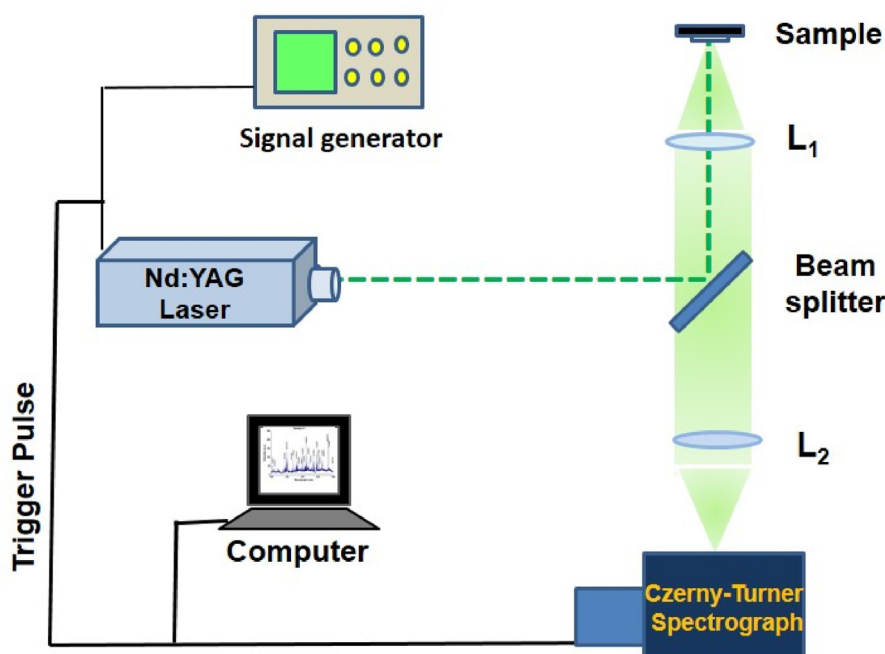 Sample
Signal generator
L₁
Nd:YAG
Laser
Beam
splitter
Trigger Pulse
L₂
Computer
Czerny-Turner
Spectrograph